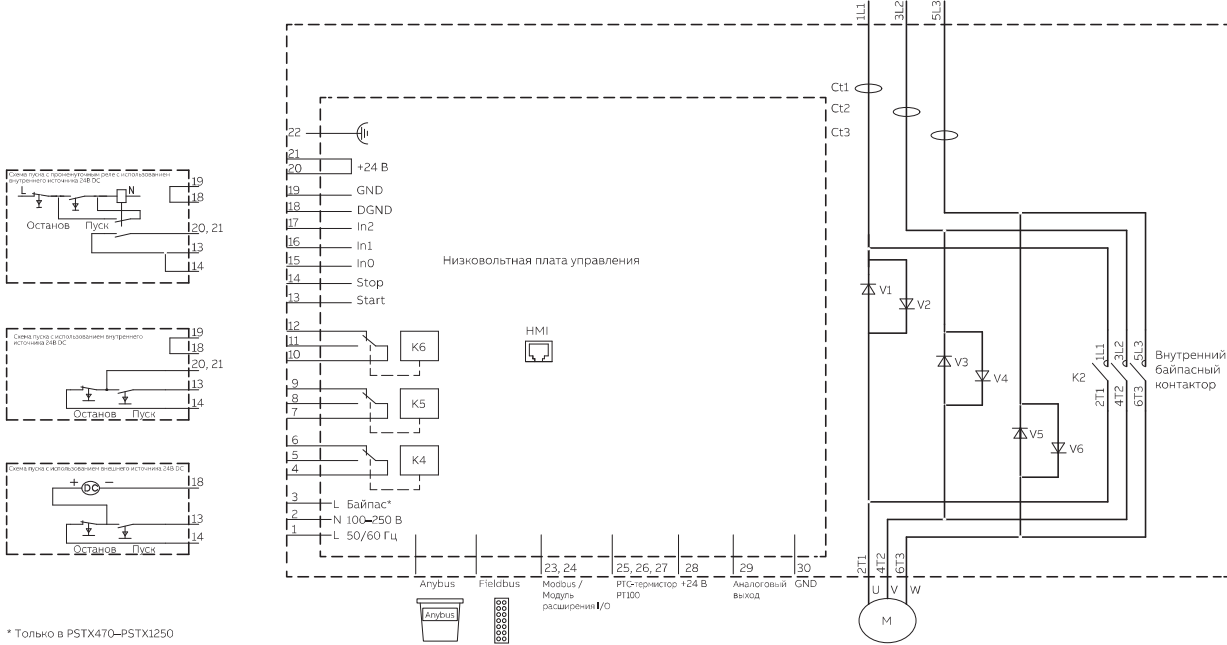 1L1
3L2
5L3
Ct1
Ct2
Ct3
22
21
20
+24 В
19
GND
18
DGND
17
In2
16
In1
15
In0
14
Stop
13
Start
Низковольтная плата управления
HMI
12
11
10
K6
9
8
7
K5
6
5
4
K4
3
L Байпас*
2
N 100–250 В
1
L 50/60 Гц
Схема пуска с промежуточным реле с использованием
внутреннего источника 24В DC
L
N
Останов
Пуск
19
18
20, 21
13
14
Схема пуска с использованием внутреннего
источника 24В DC
19
18
20, 21
13
14
Останов
Пуск
Схема пуска с использованием внешнего источника 24В DC
+
DC
–
18
13
14
Останов
Пуск
V1
V2
V3
V4
V5
V6
K2
1L1
3L2
5L3
2T1
4T2
6T3
Внутренний
байпасный
контактор
Anybus
Fieldbus
23, 24
Modbus /
Модуль
расширения I/O
25, 26, 27
PTC-термистор
PT100
28
+24 В
29
Аналоговый
выход
30
GND
Anybus
2T1
4T2
6T3
U
V
W
M
* Только в PSTX470–PSTX1250